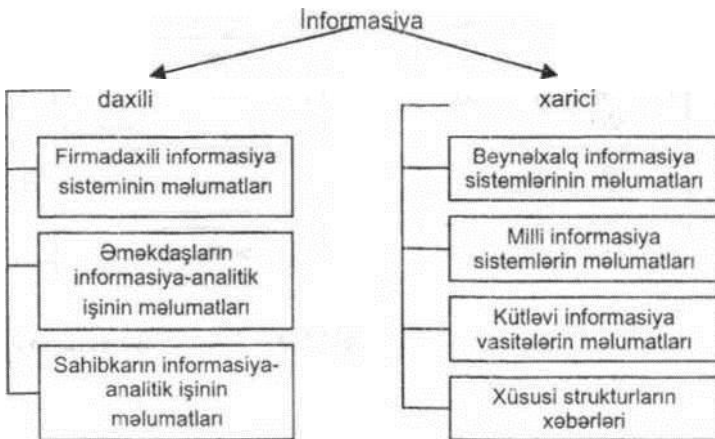 İnformasiya
daxili
Firmadaxili informasiya
sisteminin məlumatları
Əməkdaşların
informasiya-analitik
işinin məlumatları
Sahibkarın informasiya-
analitik işinin
məlumatları
xarici
Beynəlxalq informasiya
sistemlərinin məlumatları
Milli informasiya
sistemlərin məlumatları
Kütləvi informasiya
vasitələrin məlumatları
Xüsusi strukturların
xəbərləri